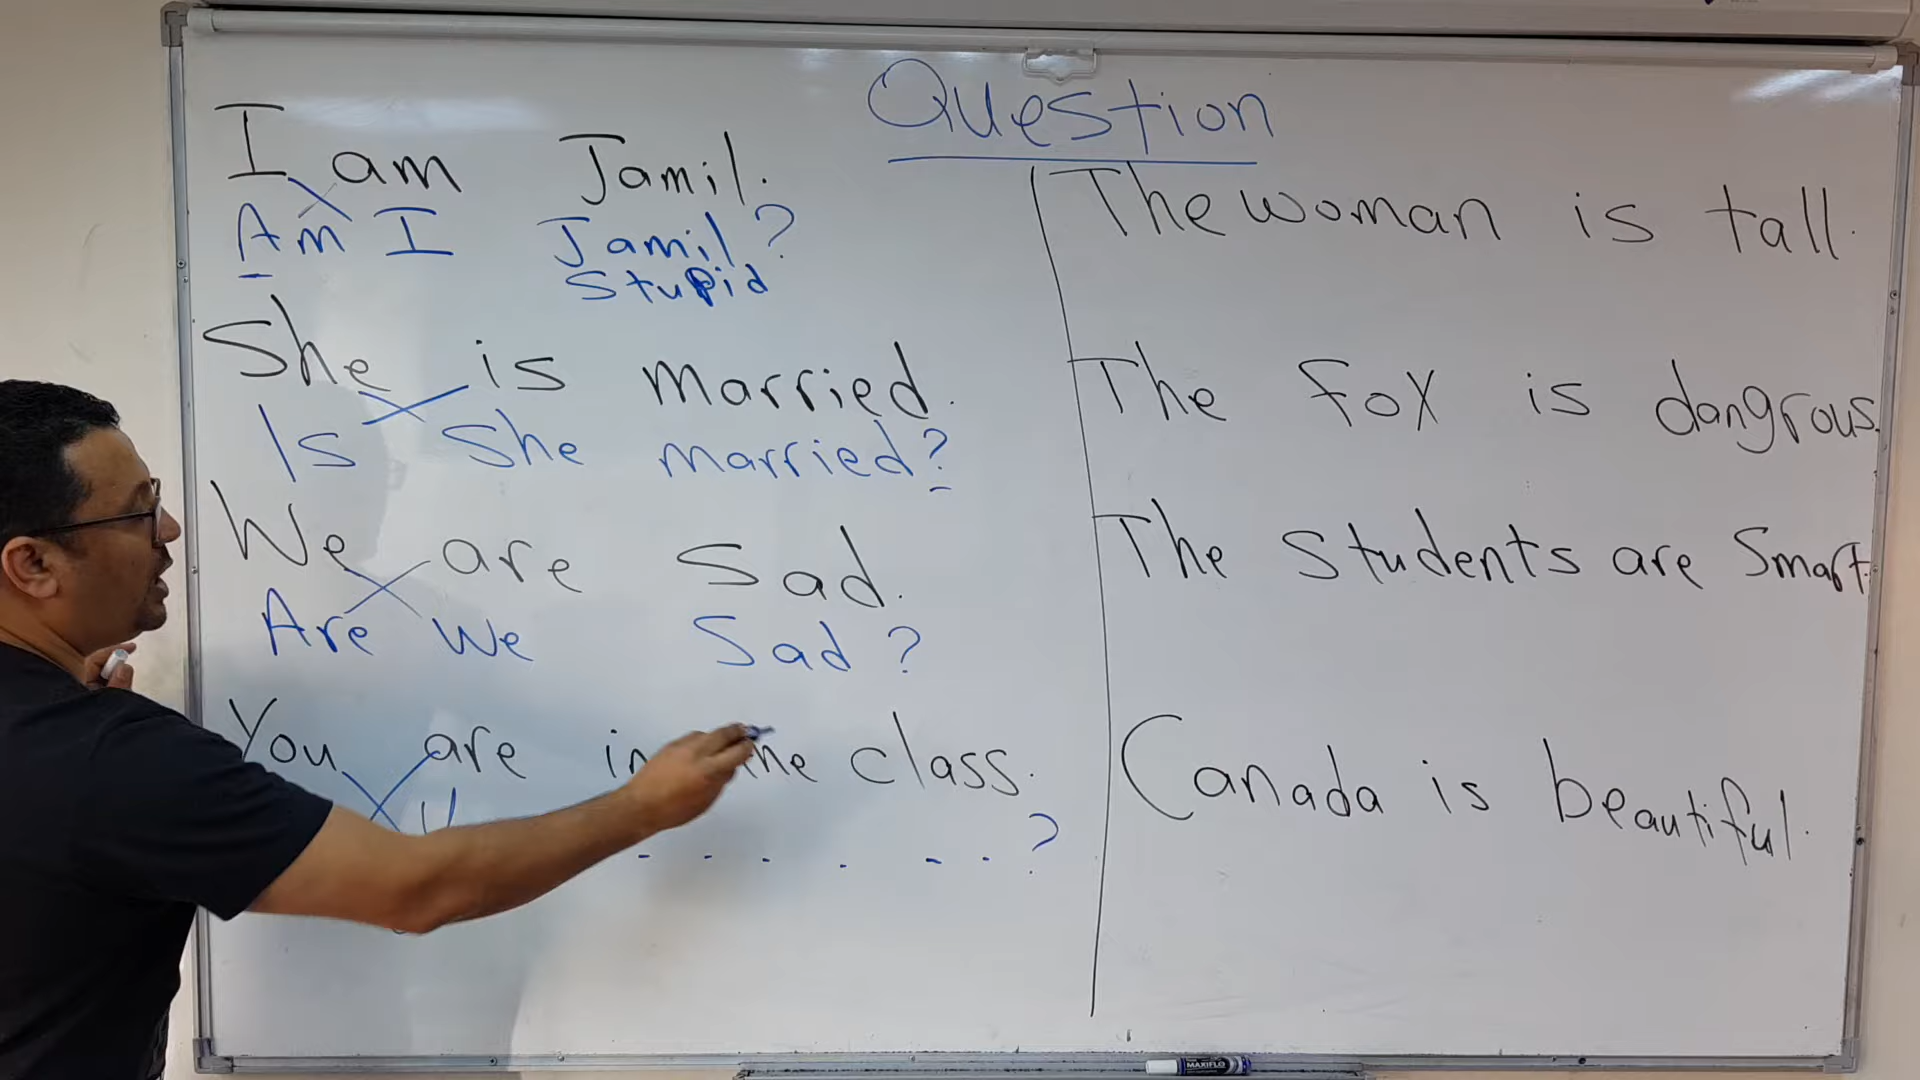 Question
I am Jamil.
Am I Jamil?
Stupid
She is married.
Is She married?
We are Sad.
Are We Sad?
You are in class.
?
The woman is tall.
The Fox is dangrous.
The Students are Smart.
Canada is beautiful.
MAXIFLO